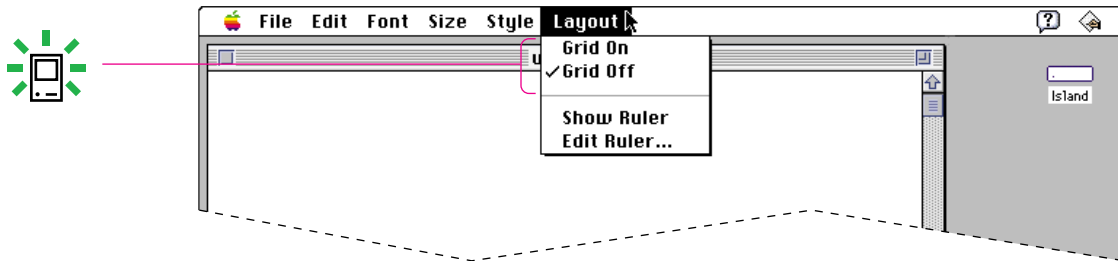 File Edit Font Size Style Layout
u
Grid On
✓Grid Off
Show Ruler
Edit Ruler...
Island